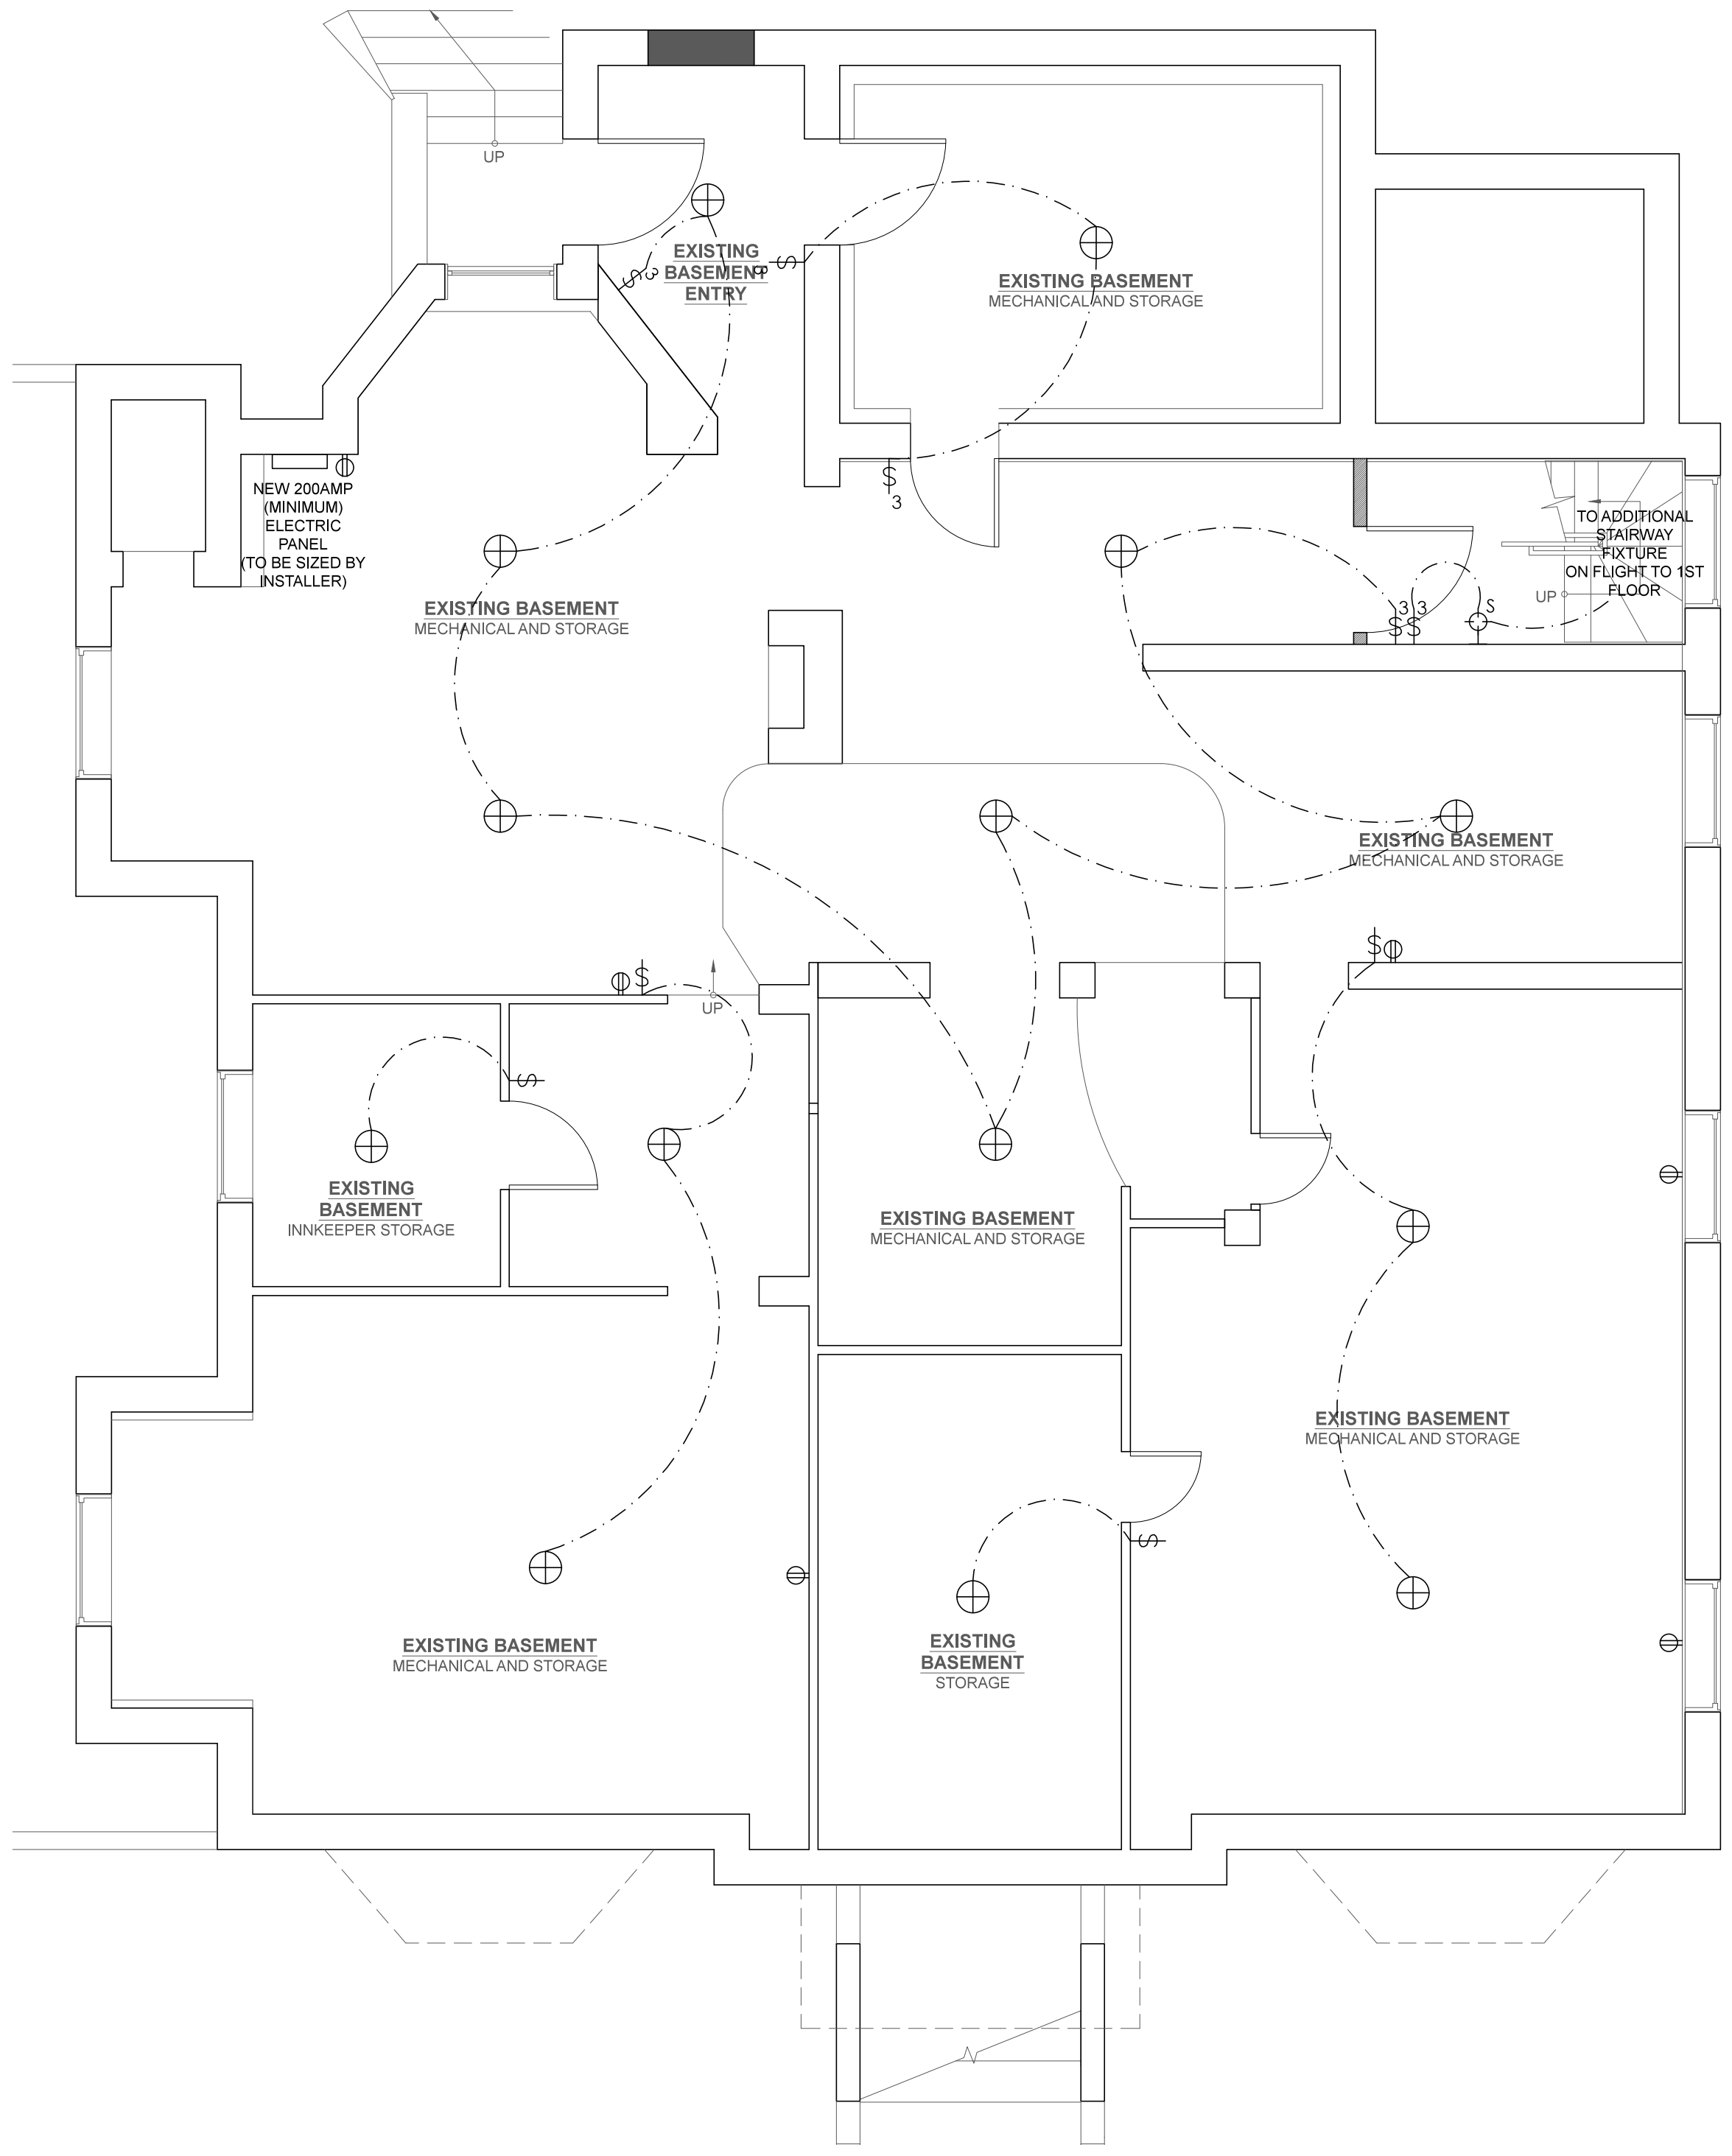 UP
EXISTING
BASEMENT
ENTRY
$3
$3
EXISTING BASEMENT
MECHANICAL AND STORAGE
$
3
NEW 200AMP
(MINIMUM)
ELECTRIC
PANEL
(TO BE SIZED BY
INSTALLER)
TO ADDITIONAL
STAIRWAY
FIXTURE
ON FLIGHT TO 1ST
FLOOR
UP
3 3
$$
S
EXISTING BASEMENT
MECHANICAL AND STORAGE
EXISTING BASEMENT
MECHANICAL AND STORAGE
$
$
UP
$
EXISTING
BASEMENT
INNKEEPER STORAGE
EXISTING BASEMENT
MECHANICAL AND STORAGE
EXISTING BASEMENT
MECHANICAL AND STORAGE
$
EXISTING BASEMENT
MECHANICAL AND STORAGE
EXISTING
BASEMENT
STORAGE